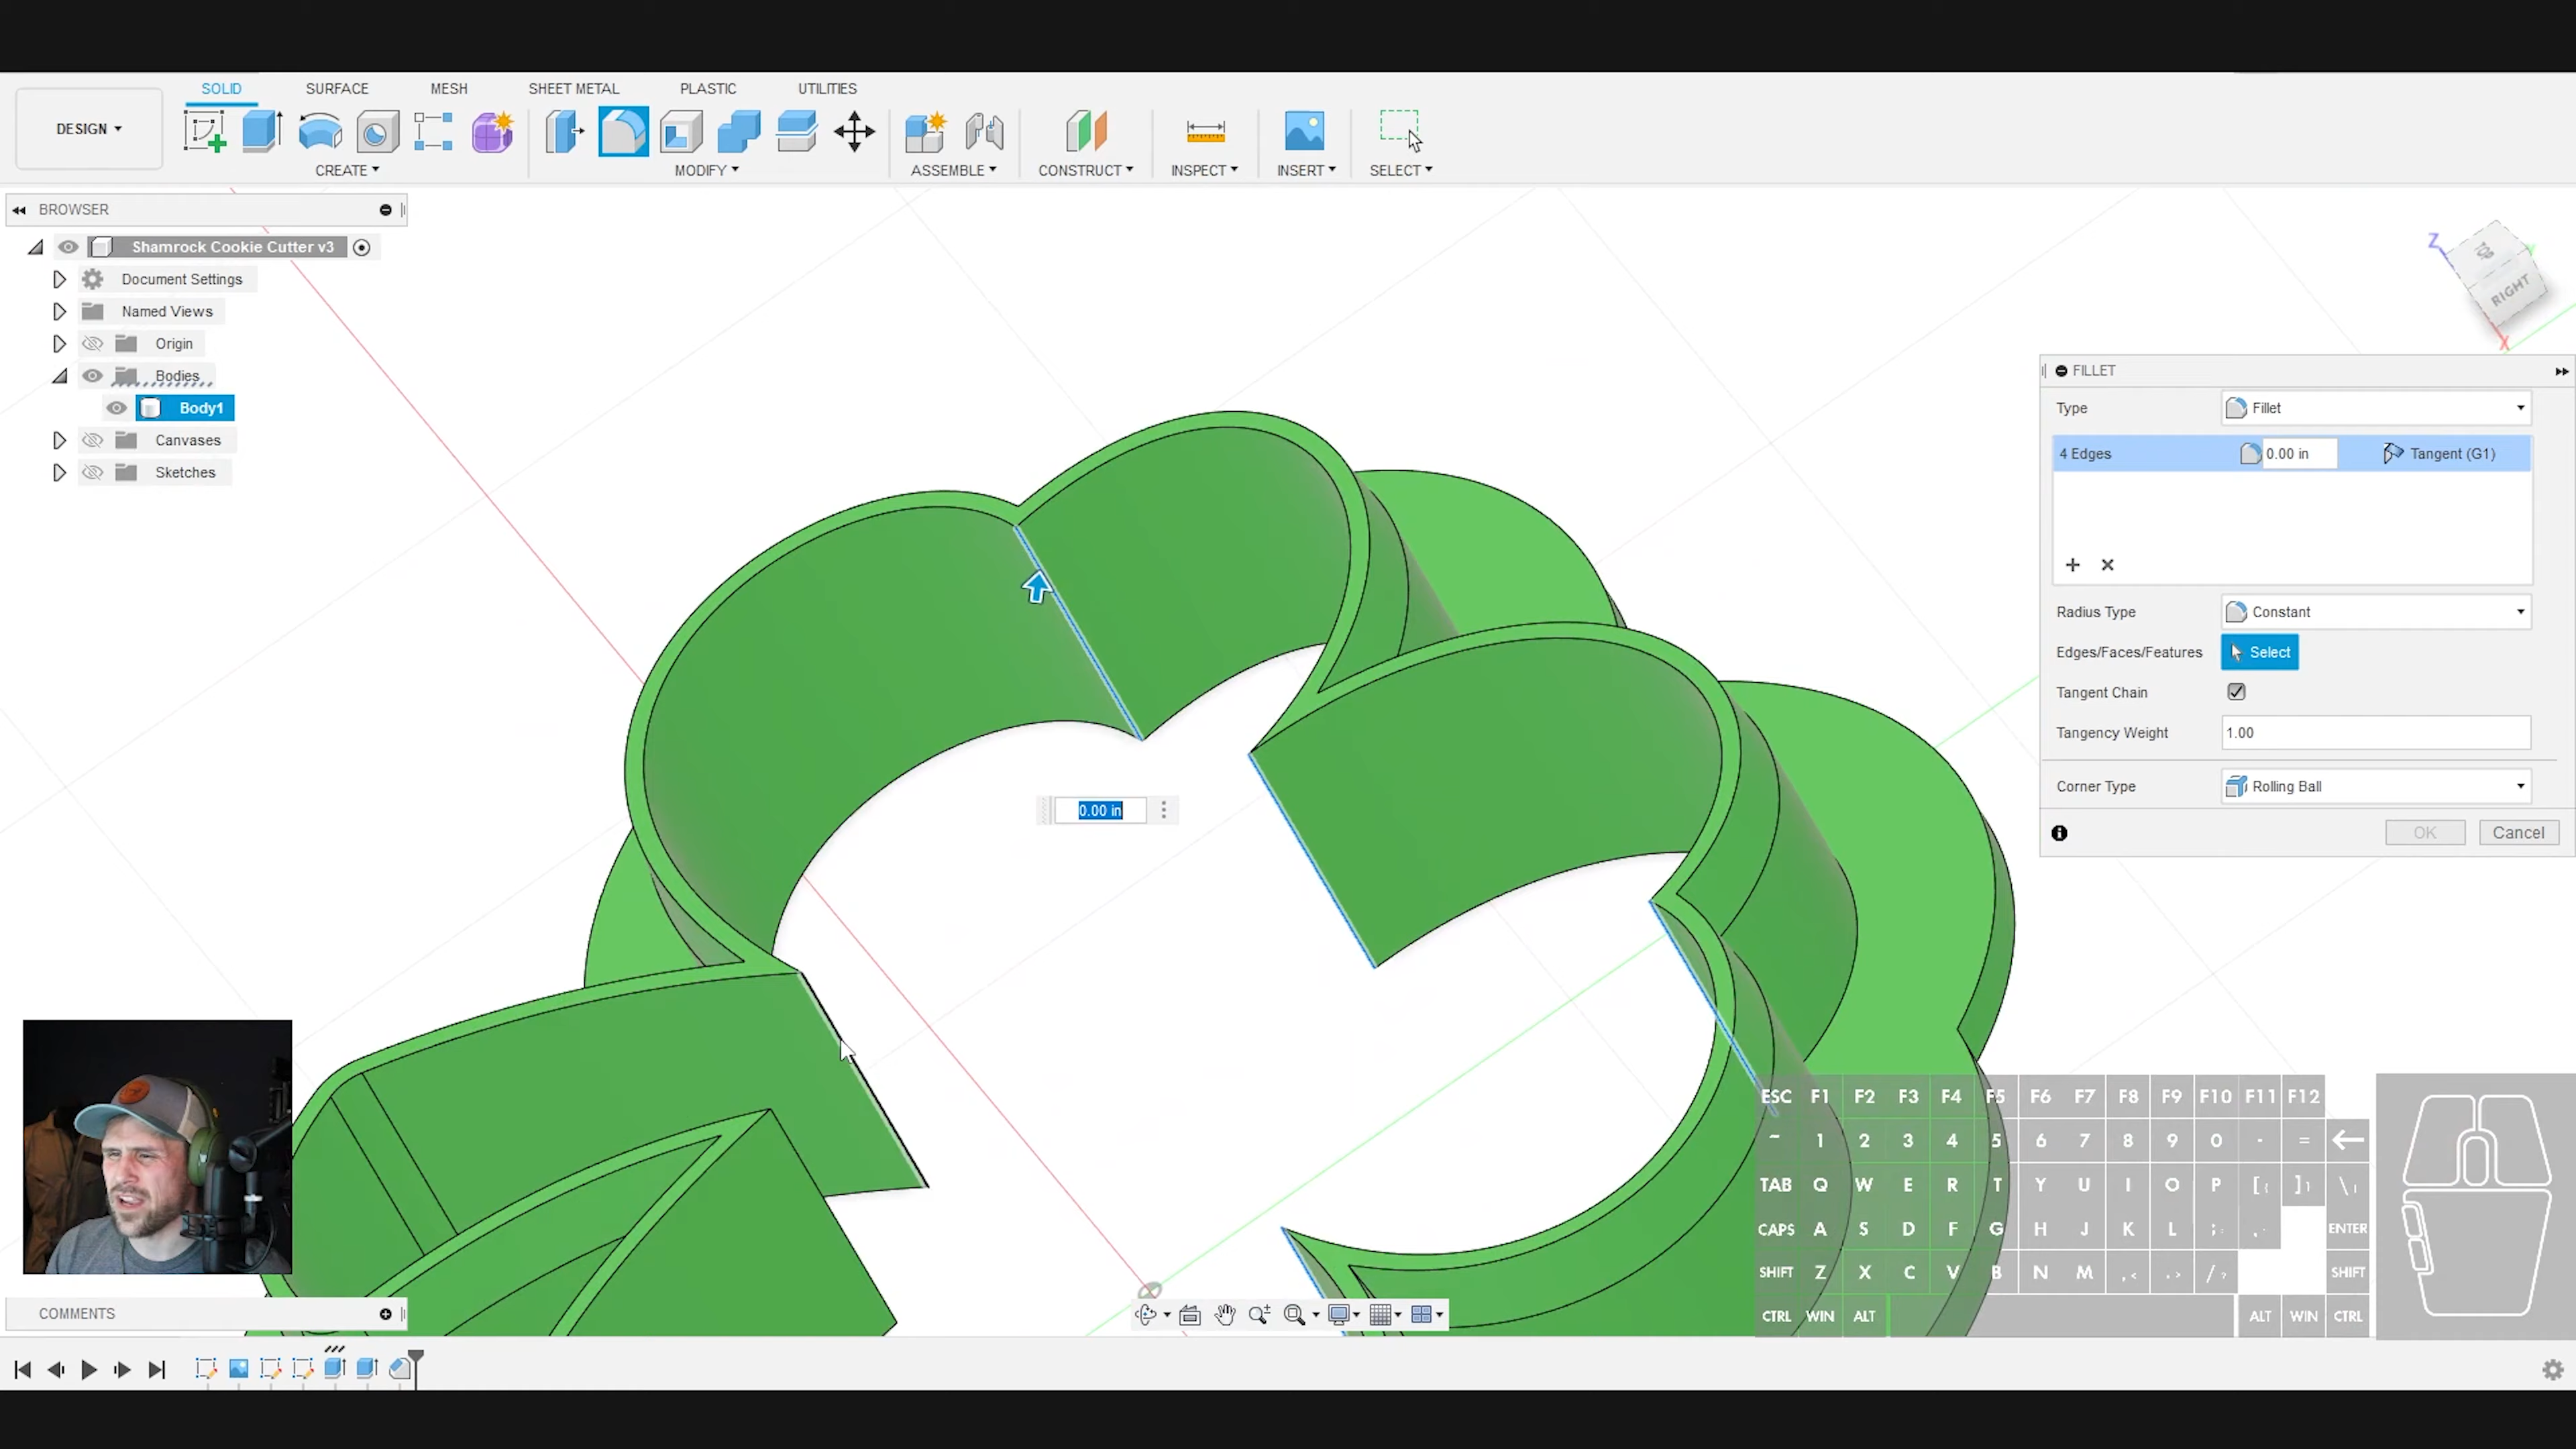 SOLID SURFACE MESH SHEET METAL PLASTIC UTILITIES
DESIGN
CREATE MODIFY ASSEMBLE CONSTRUCT INSPECT INSERT SELECT
BROWSER
Shamrock Cookie Cutter v3
Document Settings
Named Views
Origin
Bodies
Body1
Canvases
Sketches
Z
TOP
RIGHT
X
FILLET
Type Fillet
4 Edges 0.00 in Tangent (G1)
Radius Type Constant
Edges/Faces/Features Select
Tangent Chain
Tangency Weight 1.00
Corner Type Rolling Ball
OK Cancel
0.00 in
ESC F1 F2 F3 F4 F5 F6 F7 F8 F9 F10 F11 F12
~ 1 2 3 4 5 6 7 8 9 0 - =
TAB Q W E R T Y U I O P [{ ]} \|
CAPS A S D F G H J K L ;: ,. ENTER
SHIFT Z X C V B N M ,< .> /? SHIFT
CTRL WIN ALT ALT WIN CTRL
COMMENTS